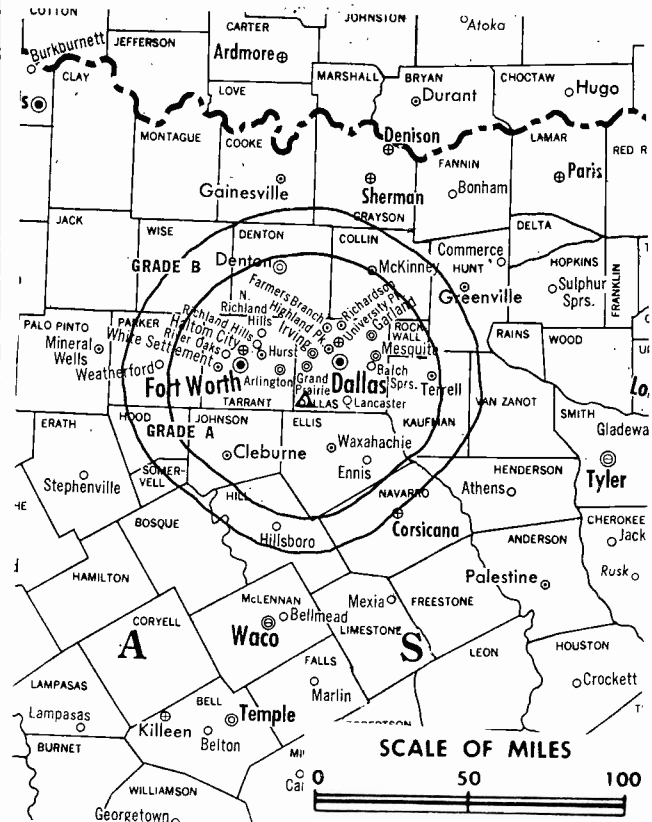 COTTON
JOHNSTON
Atoka
CARTER
JEFFERSON
Burkburnett
Ardmore
CLAY
MARSHALL
BRYAN
CHOCTAW
LOVE
Durant
Hugo
S
MONTAGUE
COOKE
Denison
LAMAR
RED R
FANNIN
Paris
Gainesville
Sherman
Bonham
GRAYSON
JACK
WISE
DENTON
COLLIN
DELTA
Commerce
HOPKINS
GRADE B
Denton
McKinney
HUNT
FRANKLIN
Greenville
Sulphur
Sprs.
Farmers Branch
Richardson
N.
Richland
Hills
Highland Pk.
University Pk.
Garland
PALO PINTO
PARKER
Richland Hills
Irving
ROCK
WALL
RAINS
WOOD
Haltom City
Mineral
Wells
River Oaks
White Settlement
Hurst
Mesquite
Weatherford
Fort Worth
Arlington
Grand
Prairie
Dallas
Balch
Sprs.
Terrell
TARRANT
DALLAS
Lancaster
VAN ZANDT
ERATH
HOOD
JOHNSON
ELLIS
KAUFMAN
SMITH
GRADE A
Gladewa
Cleburne
Waxahachie
Tyler
Ennis
HENDERSON
Stephenville
SOMER-
VELL
HILL
NAVARRO
Athens
HE
BOSQUE
Corsicana
CHEROKEE
Hillsboro
ANDERSON
Jack
HAMILTON
Palestine
Rusk
McLENNAN
Mexia
FREESTONE
CORYELL
Bellmead
A
Waco
LIMESTONE
S
HOUSTON
FALLS
LEON
LAMPASAS
Marlin
Crockett
BELL
Lampasas
Killeen
Temple
Belton
ROBERTSON
BURNET
MI
Cai
SCALE OF MILES
0 50 100
WILLIAMSON
Georgetown